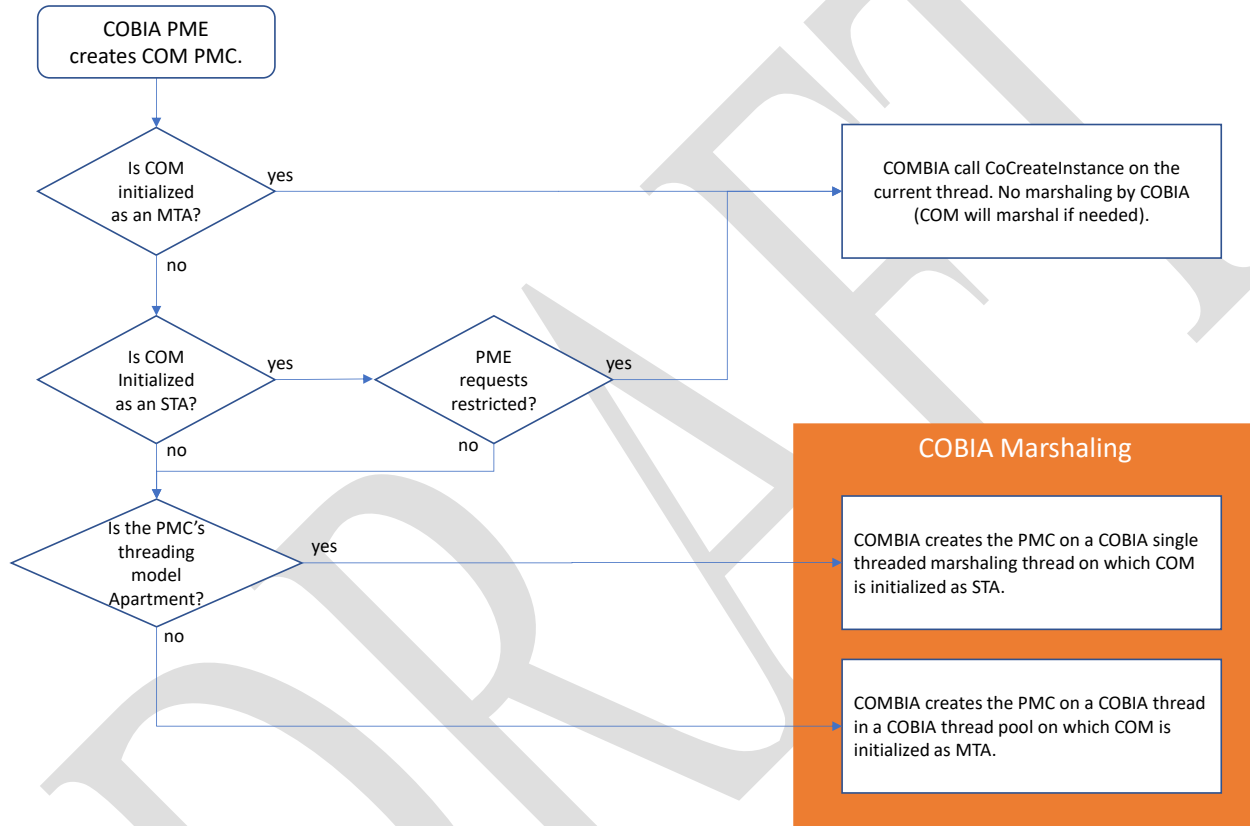 COBIA PME
creates COM PMC.
Is COM
initialized
as an MTA?
yes
no
COMBIA call CoCreateInstance on the
current thread. No marshaling by COBIA
(COM will marshal if needed).
Is COM
Initialized
as an STA?
yes
no
PME
requests
restricted?
yes
no
Is the PMC’s
threading
model
Apartment?
yes
no
COBIA Marshaling
COMBIA creates the PMC on a COBIA single
threaded marshaling thread on which COM
is initialized as STA.
COMBIA creates the PMC on a COBIA thread
in a COBIA thread pool on which COM is
initialized as MTA.
DRAFT